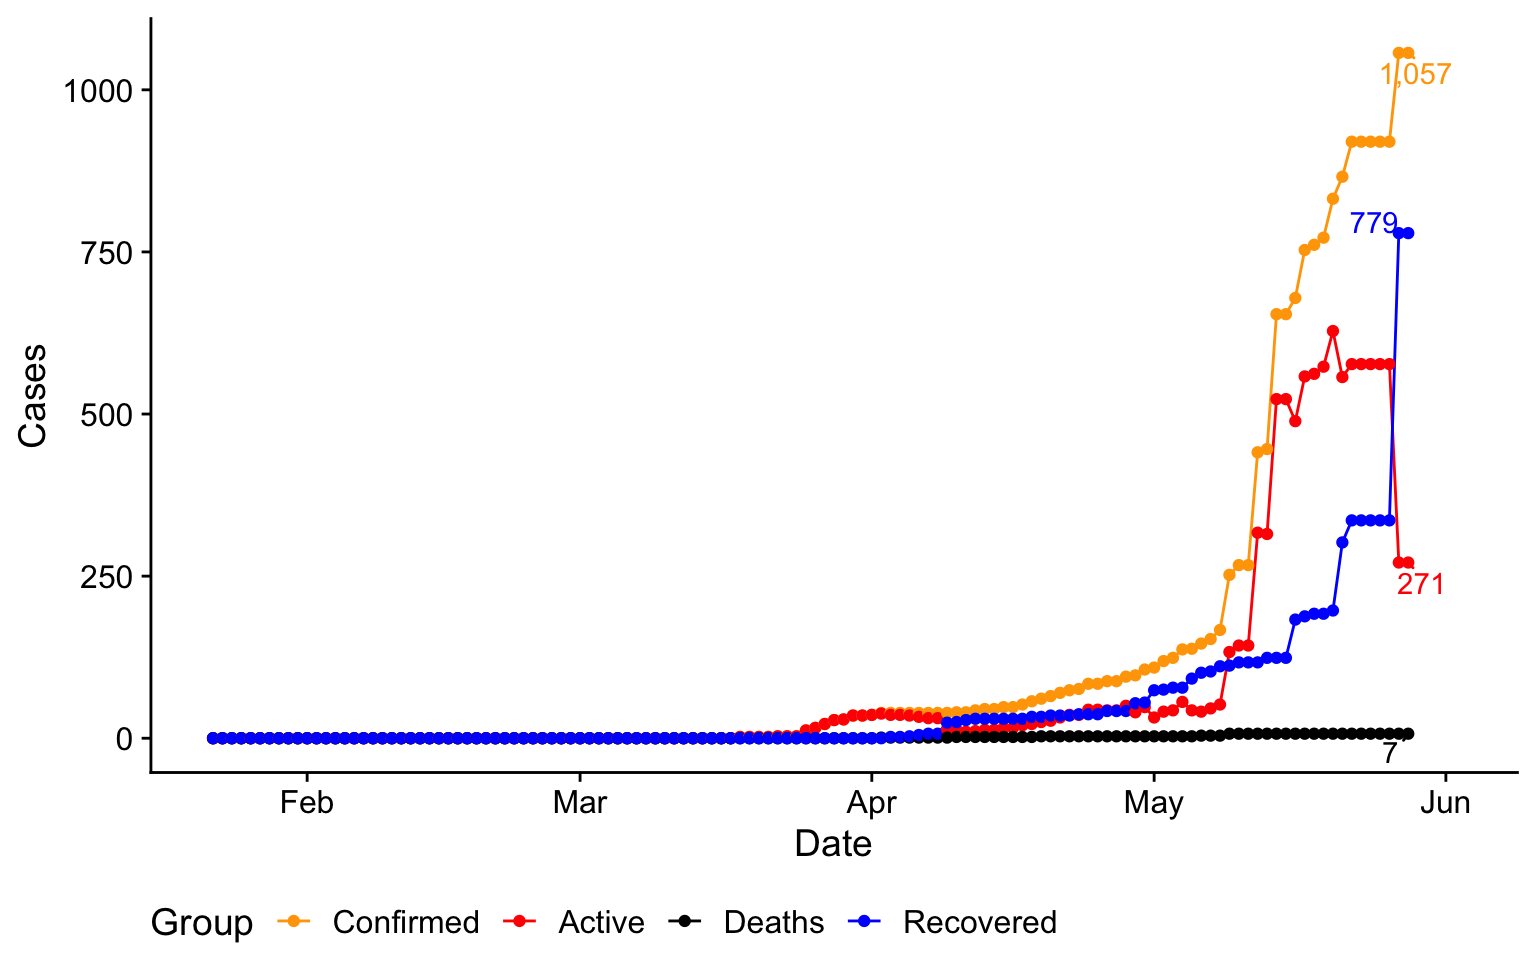 1,057
1000
779
750
Cases
500
271
250
0
7
Feb Mar Apr May Jun
Date
Group Confirmed Active Deaths Recovered